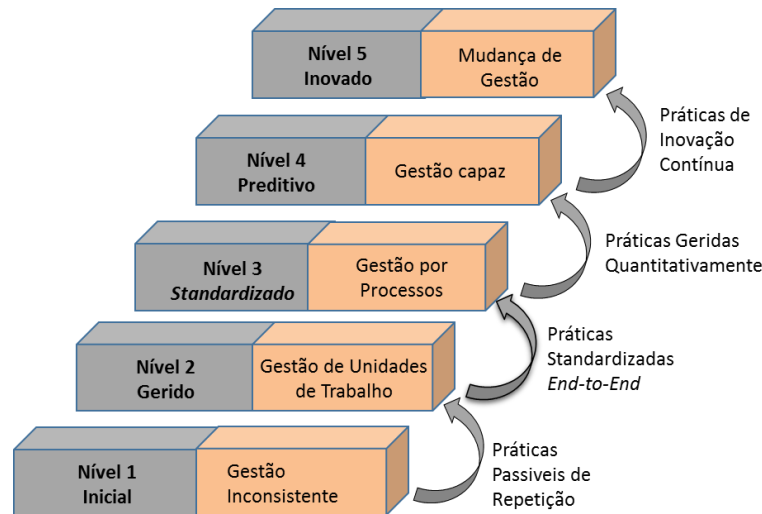 Nível 5
Inovado
Mudança de
Gestão
Práticas de
Inovação
Contínua
Nível 4
Preditivo
Gestão capaz
Práticas Geridas
Quantitativamente
Nível 3
Standardizado
Gestão por
Processos
Práticas
Standardizadas
End-to-End
Nível 2
Gerido
Gestão de Unidades
de Trabalho
Práticas
Passiveis de
Repetição
Nível 1
Inicial
Gestão
Inconsistente